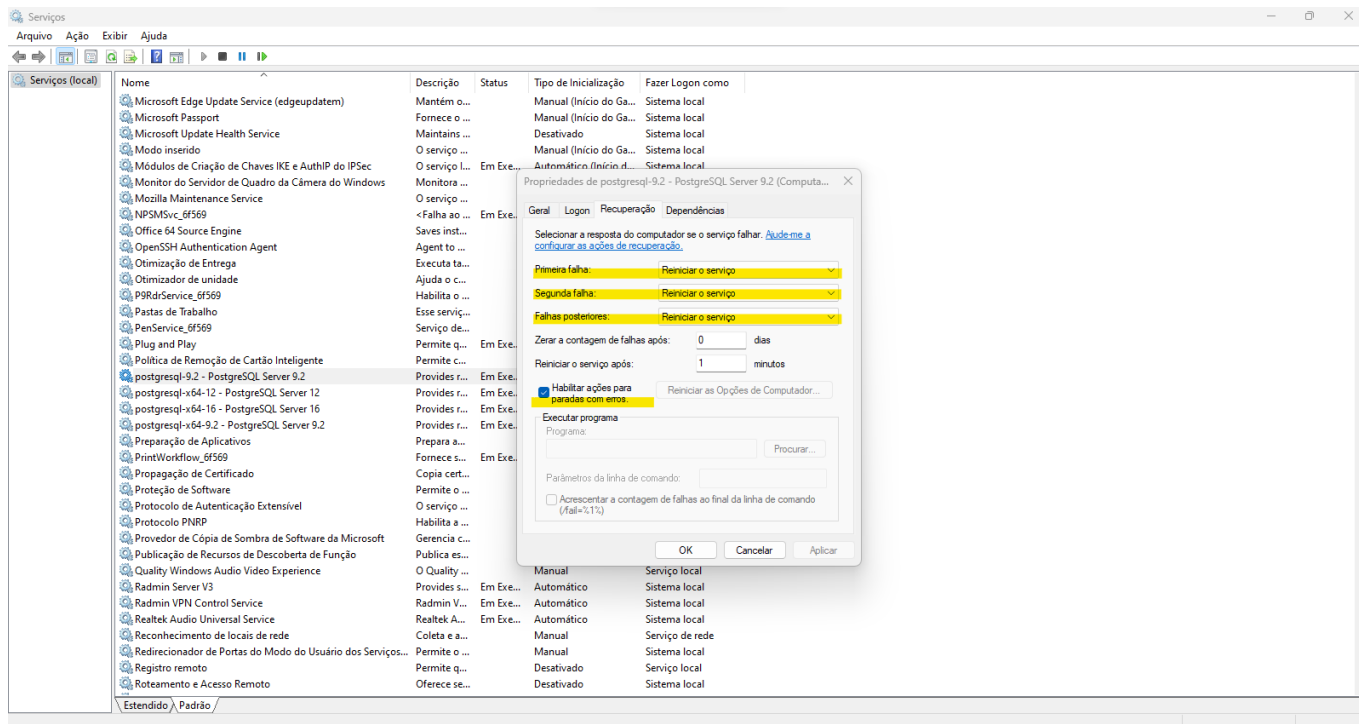 Serviços
Arquivo Ação Exibir Ajuda
Serviços (local)
Nome Descrição Status Tipo de Inicialização Fazer Logon como
Microsoft Edge Update Service (edgeupdatem) Mantém o... Manual (Início do Ga... Sistema local
Microsoft Passport Fornece o ... Manual (Início do Ga... Sistema local
Microsoft Update Health Service Maintains ... Desativado Sistema local
Modo inserido O serviço ... Manual (Início do Ga... Sistema local
Módulos de Criação de Chaves IKE e AuthIP do IPSec O serviço I... Em Exe... Automático (Início d... Sistema local
Monitor do Servidor de Quadro da Câmera do Windows Monitora ...
Mozilla Maintenance Service O serviço ...
NPSMSvc_6f569 <Falha ao ... Em Exe..
Office 64 Source Engine Saves inst...
OpenSSH Authentication Agent Agent to ...
Otimização de Entrega Executa ta...
Otimizador de unidade Ajuda o c...
P9RdrService_6f569 Habilita o ...
Pastas de Trabalho Esse serviç...
PenService_6f569 Serviço de...
Plug and Play Permite q... Em Exe..
Política de Remoção de Cartão Inteligente Permite c...
postgresql-9.2 - PostgreSQL Server 9.2 Provides r... Em Exe..
postgresql-x64-12 - PostgreSQL Server 12 Provides r... Em Exe..
postgresql-x64-16 - PostgreSQL Server 16 Provides r... Em Exe..
postgresql-x64-9.2 - PostgreSQL Server 9.2 Provides r... Em Exe..
Preparação de Aplicativos Prepara a...
PrintWorkflow_6f569 Fornece s... Em Exe..
Propagação de Certificado Copia cert...
Proteção de Software Permite o ...
Protocolo de Autenticação Extensível O serviço ...
Protocolo PNRP Habilita a ...
Provedor de Cópia de Sombra de Software da Microsoft Gerencia c...
Publicação de Recursos de Descoberta de Função Publica es...
Quality Windows Audio Video Experience O Quality ... Manual Serviço local
Radmin Server V3 Provides s... Em Exe... Automático Sistema local
Radmin VPN Control Service Radmin V... Em Exe... Automático Sistema local
Realtek Audio Universal Service Realtek A... Em Exe... Automático Sistema local
Reconhecimento de locais de rede Coleta e a... Manual Serviço de rede
Redirecionador de Portas do Modo do Usuário dos Serviços... Permite o ... Manual Sistema local
Registro remoto Permite q... Desativado Serviço local
Roteamento e Acesso Remoto Oferece se... Desativado Sistema local
Estendido Padrão
Propriedades de postgresql-9.2 - PostgreSQL Server 9.2 (Computa...
Geral Logon Recuperação Dependências
Selecionar a resposta do computador se o serviço falhar. Ajude-me a
configurar as ações de recuperação.
Primeira falha: Reiniciar o serviço
Segunda falha: Reiniciar o serviço
Falhas posteriores: Reiniciar o serviço
Zerar a contagem de falhas após: 0 dias
Reiniciar o serviço após: 1 minutos
Habilitar ações para
paradas com erros. Reiniciar as Opções de Computador...
Executar programa
Programa:
Procurar...
Parâmetros da linha de comando:
Acrescentar a contagem de falhas ao final da linha de comando
(/fail=%1%)
OK Cancelar Aplicar